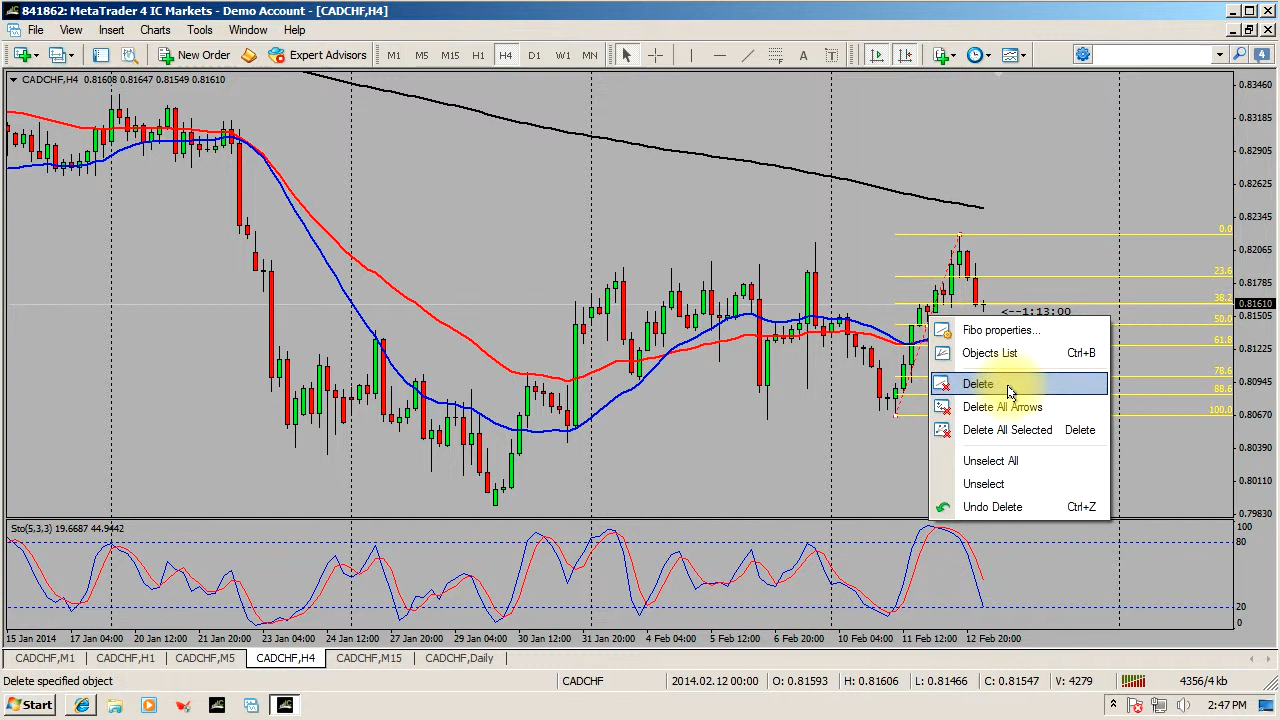 841862: MetaTrader 4 IC Markets - Demo Account - [CADCHF,H4]
File View Insert Charts Tools Window Help
New Order Expert Advisors M1 M5 M15 H1 H4 D1 W1 MN A T 4
CADCHF,H4 0.81608 0.81647 0.81549 0.81610
0.83460
0.83185
0.82905
0.82625
0.82345
0.0
0.82065
23.6
0.81785
38.2
0.81610
<--1:13:00
0.81505
50.0
61.8
0.81225
78.6
0.80945
88.6
100.0
0.80670
0.80390
0.80110
0.79830
Fibo properties...
Objects List Ctrl+B
Delete
Delete All Arrows
Delete All Selected Delete
Unselect All
Unselect
Undo Delete Ctrl+Z
Sto(5,3,3) 19.6687 44.9442
100
80
20
0
15 Jan 2014 17 Jan 04:00 20 Jan 12:00 21 Jan 20:00 23 Jan 04:00 24 Jan 12:00 27 Jan 20:00 29 Jan 04:00 30 Jan 12:00 31 Jan 20:00 4 Feb 04:00 5 Feb 12:00 6 Feb 20:00 10 Feb 04:00 11 Feb 12:00 12 Feb 20:00
CADCHF,M1 CADCHF,H1 CADCHF,M5 CADCHF,H4 CADCHF,M15 CADCHF,Daily
Delete specified object CADCHF 2014.02.12 00:00 O: 0.81593 H: 0.81606 L: 0.81466 C: 0.81547 V: 4279 4356/4 kb
Start 2:47 PM